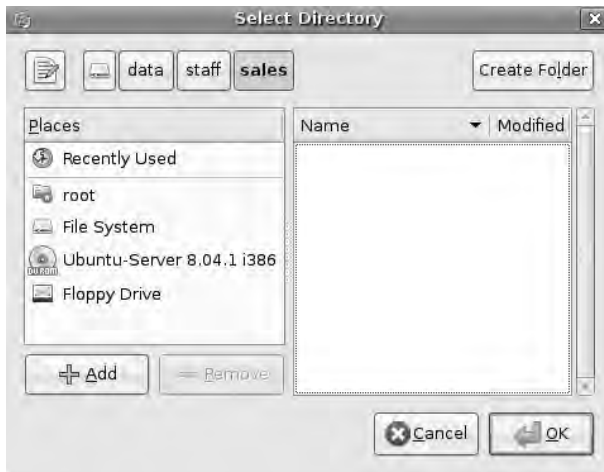 Select Directory
data staff sales Create Folder
Places
Recently Used
root
File System
Ubuntu-Server 8.04.1 i386
Floppy Drive
Name Modified
Add Remove
Cancel OK